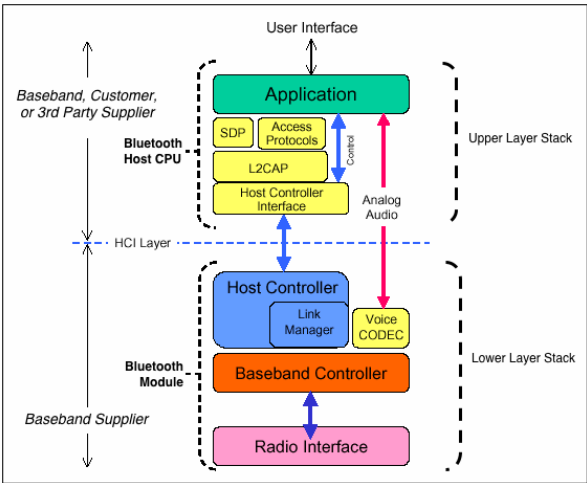 User Interface
Baseband, Customer,
or 3rd Party Supplier
Application
SDP
Access
Protocols
Control
Upper Layer Stack
Bluetooth
Host CPU
L2CAP
Host Controller
Interface
Analog
Audio
HCI Layer
Host Controller
Link
Manager
Voice
CODEC
Bluetooth
Module
Baseband Controller
Lower Layer Stack
Baseband Supplier
Radio Interface